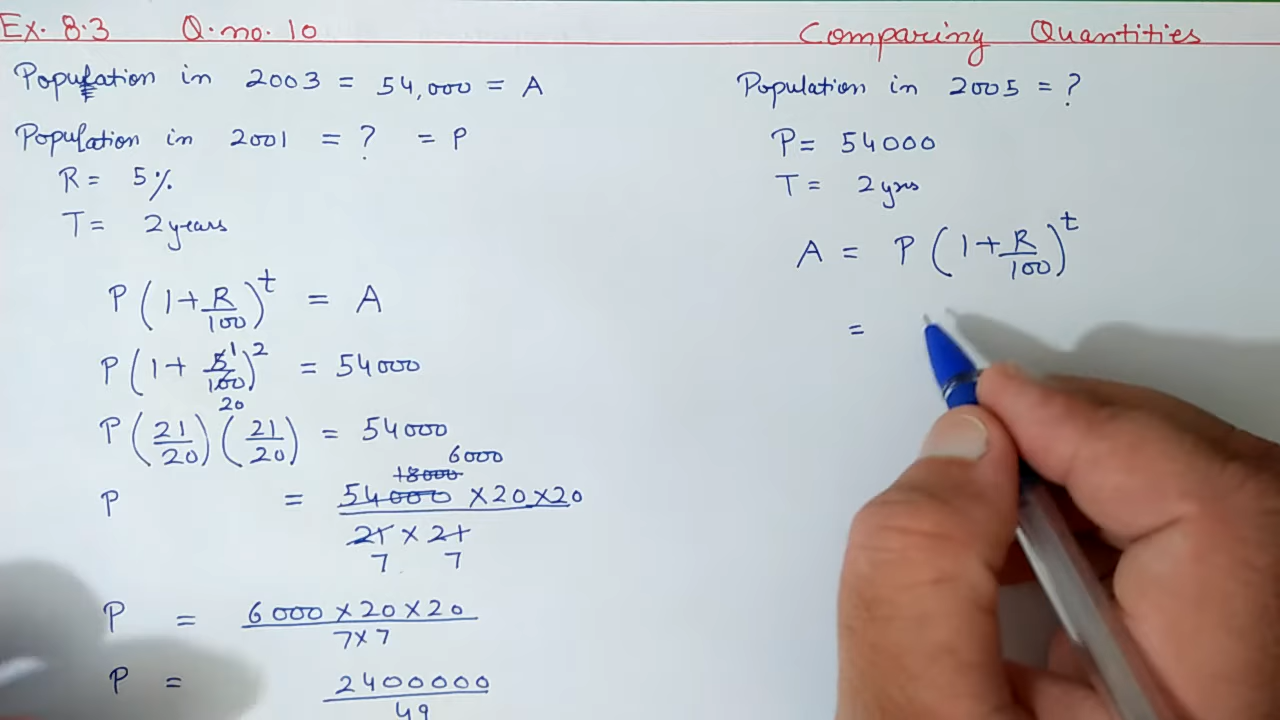 Ex. 8.3 Q.no. 10 Comparing Quantities
Population in 2003 = 54,000 = A
Population in 2001 = ? = P
R = 5%
T = 2 years
P(1+R/100)^t = A
P(1+5/100)^2 = 54000
1
20
P(21/20)(21/20) = 54000
6000
18000
P = 54000 ×20×20 / 21×21
7 7
P = 6000×20×20 / 7×7
P = 2400000 / 49
Population in 2005 = ?
P = 54000
T = 2 yrs
A = P(1+R/100)^t
=